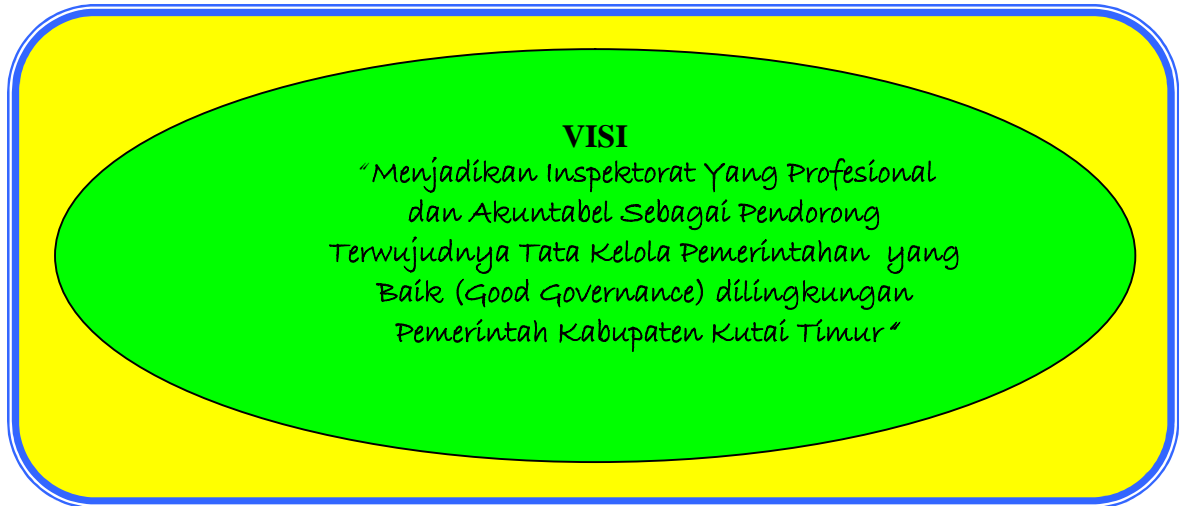 VISI
“Menjadikan Inspektorat Yang Profesional
dan Akuntabel Sebagai Pendorong
Terwujudnya Tata Kelola Pemerintahan yang
Baik (Good Governance) dilingkungan
Pemerintah Kabupaten Kutai Timur“